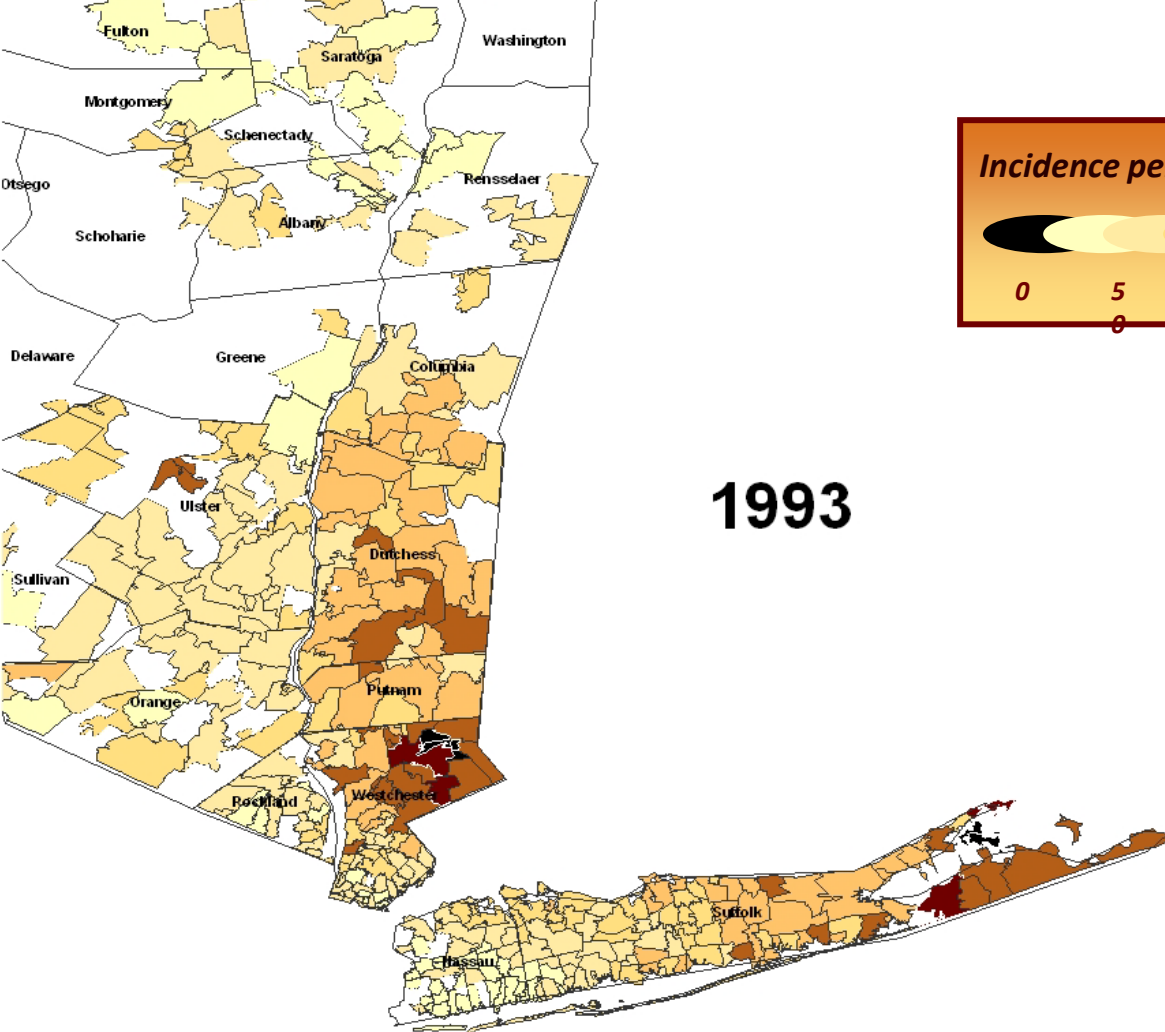 Fulton
Washington
Saratoga
Montgomery
Schenectady
Otsego
Rensselaer
Albany
Schoharie
Incidence pe
0 5
0
Delaware
Greene
Columbia
1993
Ulster
Dutchess
Sullivan
Putnam
Orange
Westchester
Rockland
Suffolk
Nassau